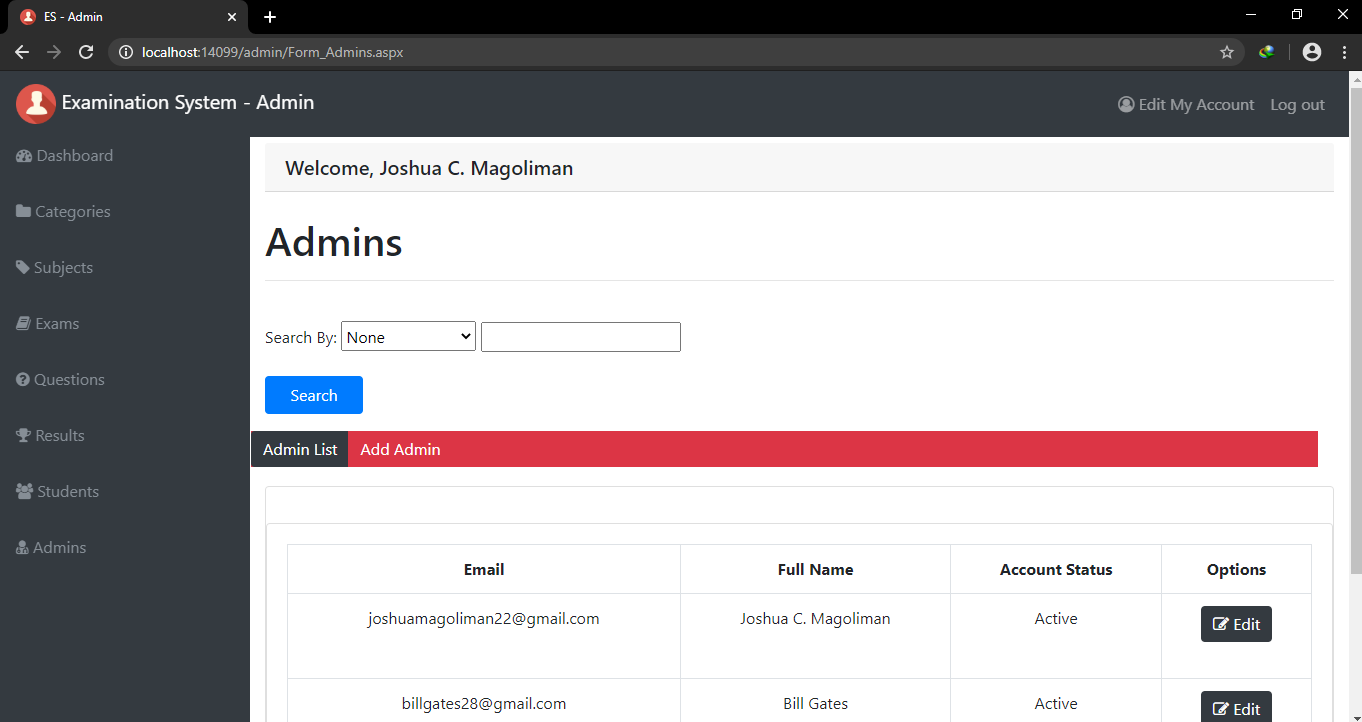 ES - Admin
localhost:14099/admin/Form_Admins.aspx
Examination System - Admin
Edit My Account Log out
Dashboard
Categories
Subjects
Exams
Questions
Results
Students
Admins
Welcome, Joshua C. Magoliman
Admins
Search By: None
Search
Admin List Add Admin
Email Full Name Account Status Options
joshuamagoliman22@gmail.com Joshua C. Magoliman Active Edit
billgates28@gmail.com Bill Gates Active Edit